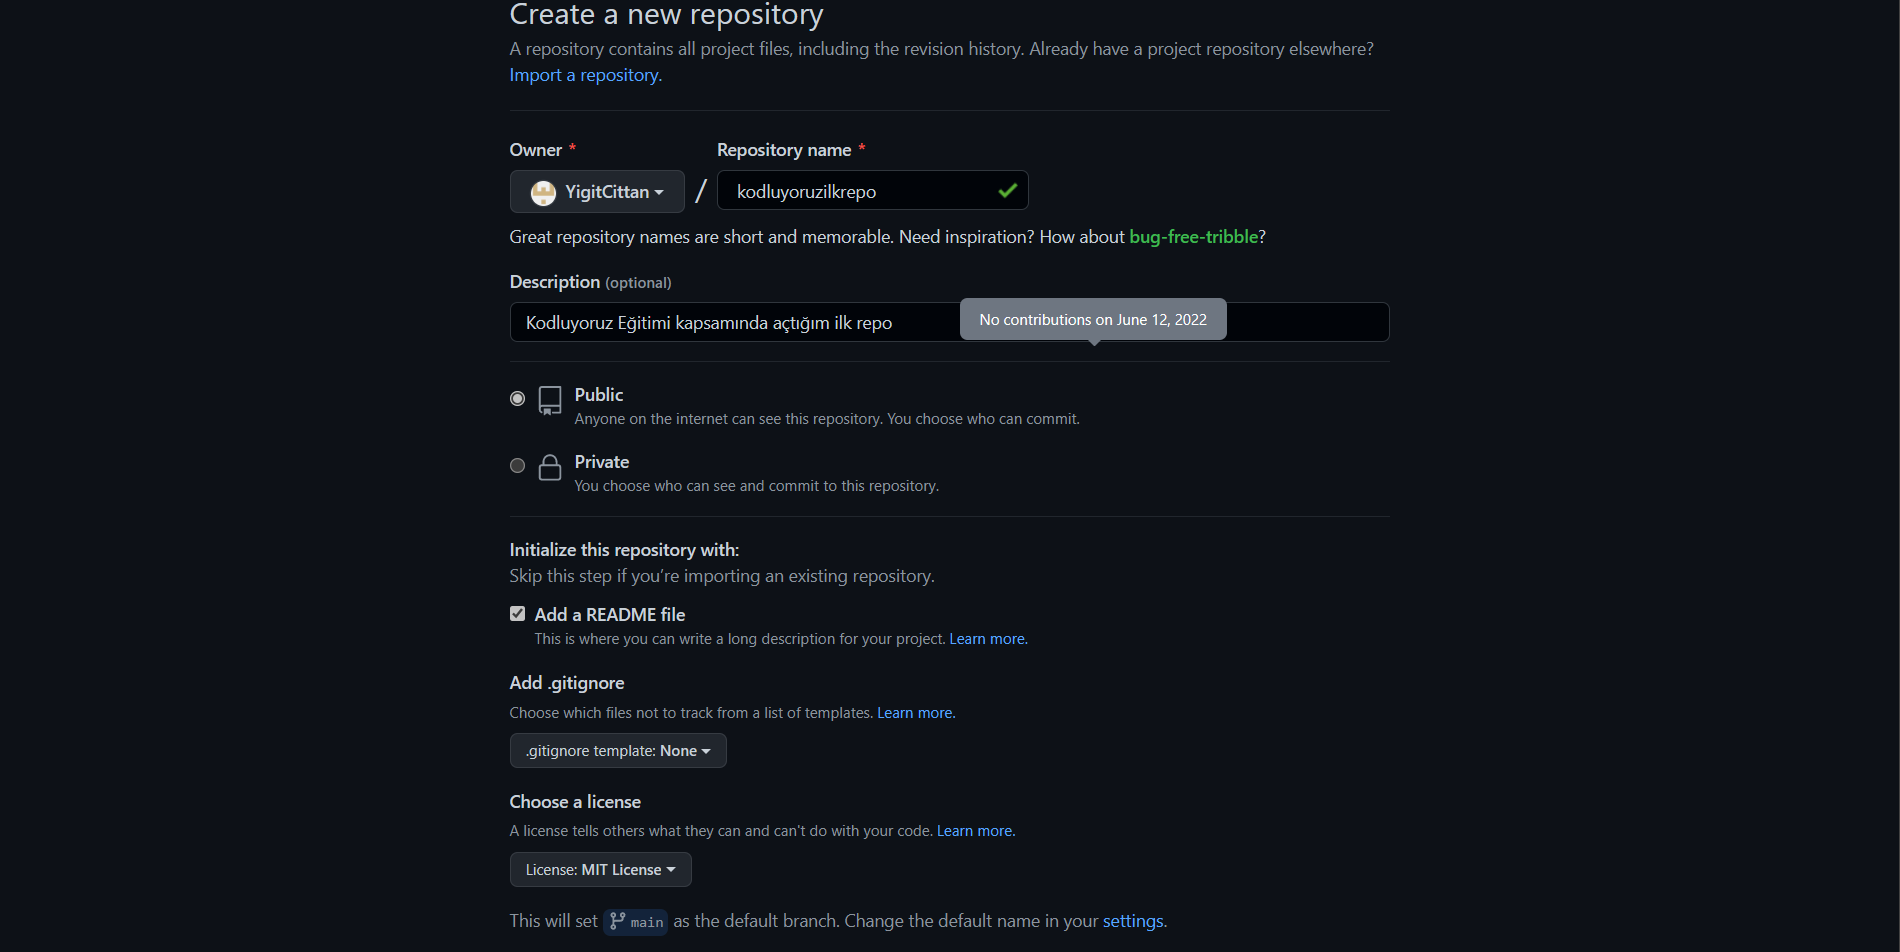 Create a new repository
A repository contains all project files, including the revision history. Already have a project repository elsewhere?
Import a repository.
Owner * Repository name *
YigitCittan / kodluyoruzilkrepo
Great repository names are short and memorable. Need inspiration? How about bug-free-tribble?
Description (optional)
Kodluyoruz Eğitimi kapsamında açtığım ilk repo
No contributions on June 12, 2022
Public
Anyone on the internet can see this repository. You choose who can commit.
Private
You choose who can see and commit to this repository.
Initialize this repository with:
Skip this step if you’re importing an existing repository.
Add a README file
This is where you can write a long description for your project. Learn more.
Add .gitignore
Choose which files not to track from a list of templates. Learn more.
.gitignore template: None
Choose a license
A license tells others what they can and can't do with your code. Learn more.
License: MIT License
This will set main as the default branch. Change the default name in your settings.